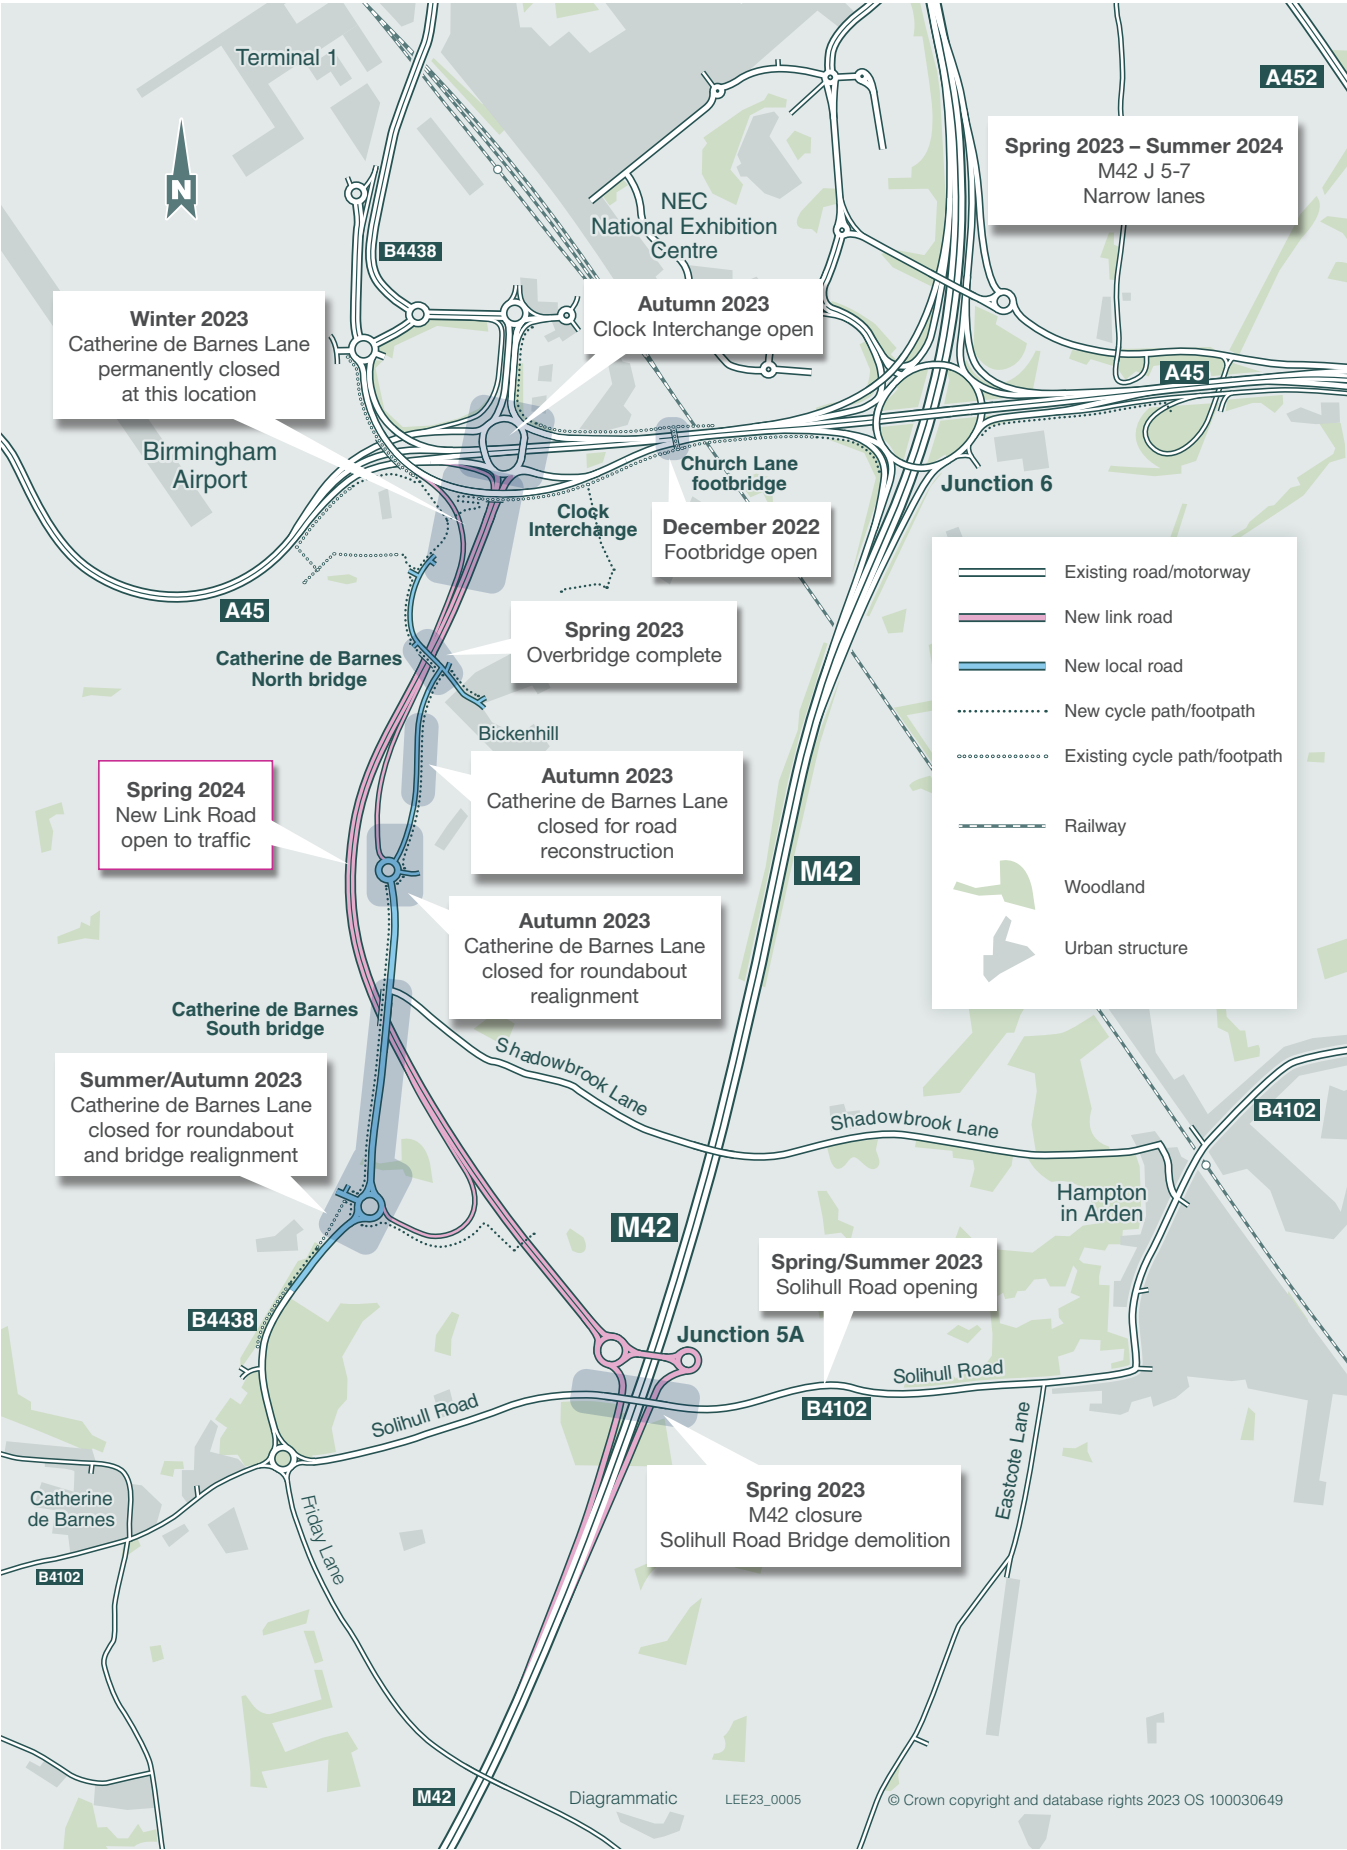 Terminal 1
A452
Spring 2023 – Summer 2024
M42 J 5-7
Narrow lanes
N
NEC
National Exhibition
Centre
B4438
Winter 2023
Catherine de Barnes Lane
permanently closed
at this location
Autumn 2023
Clock Interchange open
A45
Birmingham
Airport
Church Lane
footbridge
Junction 6
Clock
Interchange
December 2022
Footbridge open
Existing road/motorway
New link road
New local road
New cycle path/footpath
Existing cycle path/footpath
Railway
Woodland
Urban structure
A45
Spring 2023
Overbridge complete
Catherine de Barnes
North bridge
Bickenhill
Autumn 2023
Catherine de Barnes Lane
closed for road
reconstruction
Spring 2024
New Link Road
open to traffic
M42
Autumn 2023
Catherine de Barnes Lane
closed for roundabout
realignment
Catherine de Barnes
South bridge
Shadowbrook Lane
Shadowbrook Lane
B4102
Summer/Autumn 2023
Catherine de Barnes Lane
closed for roundabout
and bridge realignment
Hampton
in Arden
M42
Spring/Summer 2023
Solihull Road opening
B4438
Junction 5A
Solihull Road
Solihull Road
B4102
Eastcote Lane
Spring 2023
M42 closure
Solihull Road Bridge demolition
Catherine
de Barnes
Friday Lane
B4102
M42
Diagrammatic
LEE23_0005
© Crown copyright and database rights 2023 OS 100030649